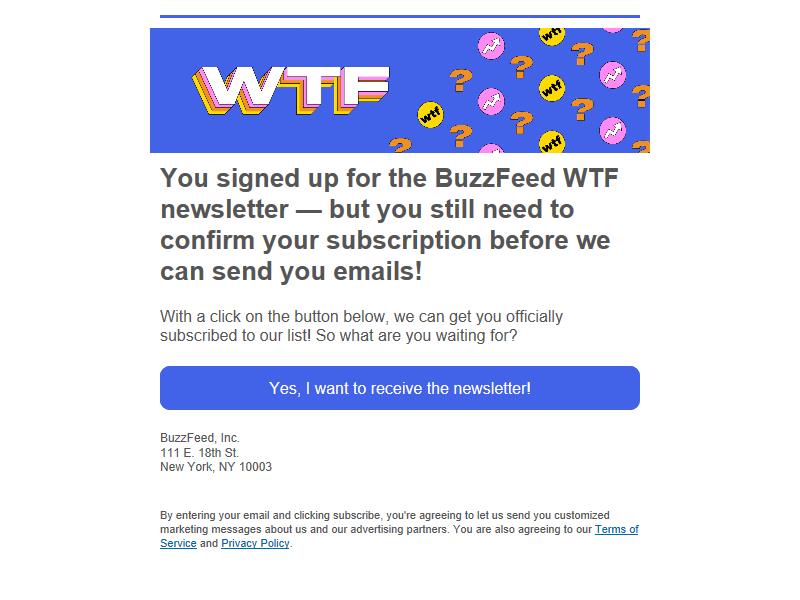 WTF
wtf
wtf
wtf
wtf
You signed up for the BuzzFeed WTF
newsletter — but you still need to
confirm your subscription before we
can send you emails!
With a click on the button below, we can get you officially
subscribed to our list! So what are you waiting for?
Yes, I want to receive the newsletter!
BuzzFeed, Inc.
111 E. 18th St.
New York, NY 10003
By entering your email and clicking subscribe, you're agreeing to let us send you customized
marketing messages about us and our advertising partners. You are also agreeing to our Terms of
Service and Privacy Policy.